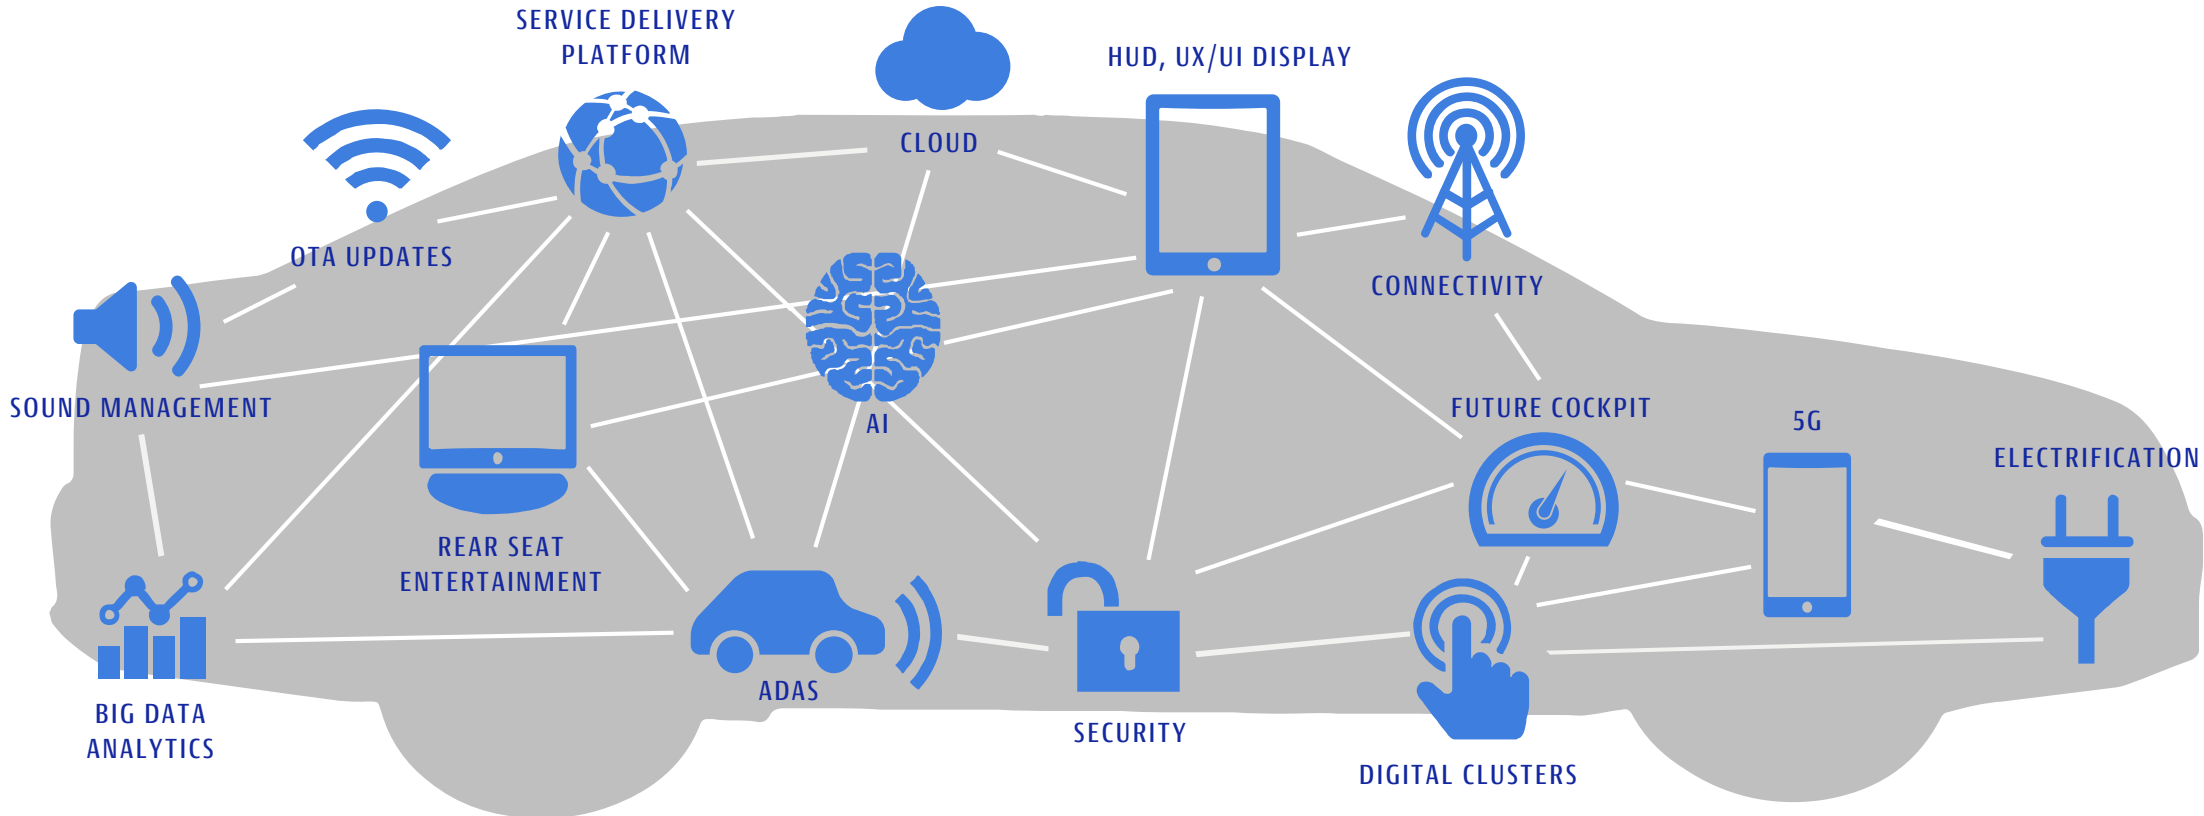 SERVICE DELIVERY
PLATFORM
CLOUD
HUD, UX/UI DISPLAY
OTA UPDATES
CONNECTIVITY
SOUND MANAGEMENT
AI
FUTURE COCKPIT
5G
ELECTRIFICATION
REAR SEAT
ENTERTAINMENT
ADAS
BIG DATA
ANALYTICS
SECURITY
DIGITAL CLUSTERS